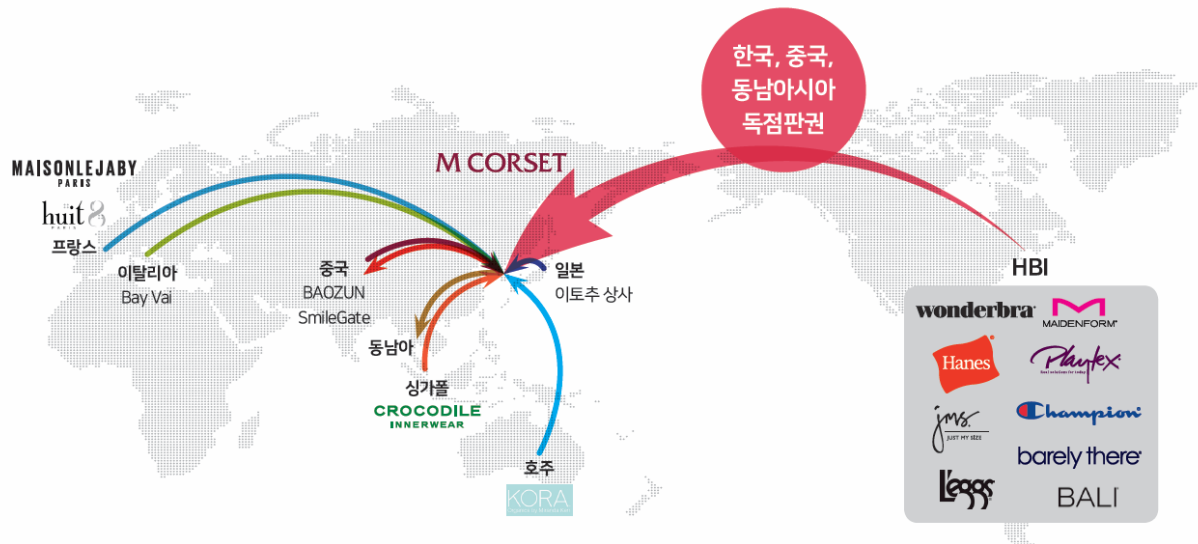 한국, 중국,
동남아시아
독점판권
M CORSET
MAISONLEJABY
PARIS
huit 8
PARIS
프랑스
이탈리아
Bay Vai
중국
BAOZUN
SmileGate
일본
이토추 상사
동남아
싱가폴
CROCODILE
INNERWEAR
호주
KORA
HBI
wonderbra
MAIDENFORM
Hanes
Playtex
jms.
JUST MY SIZE
Champion
barely there
L'eggs
BALI